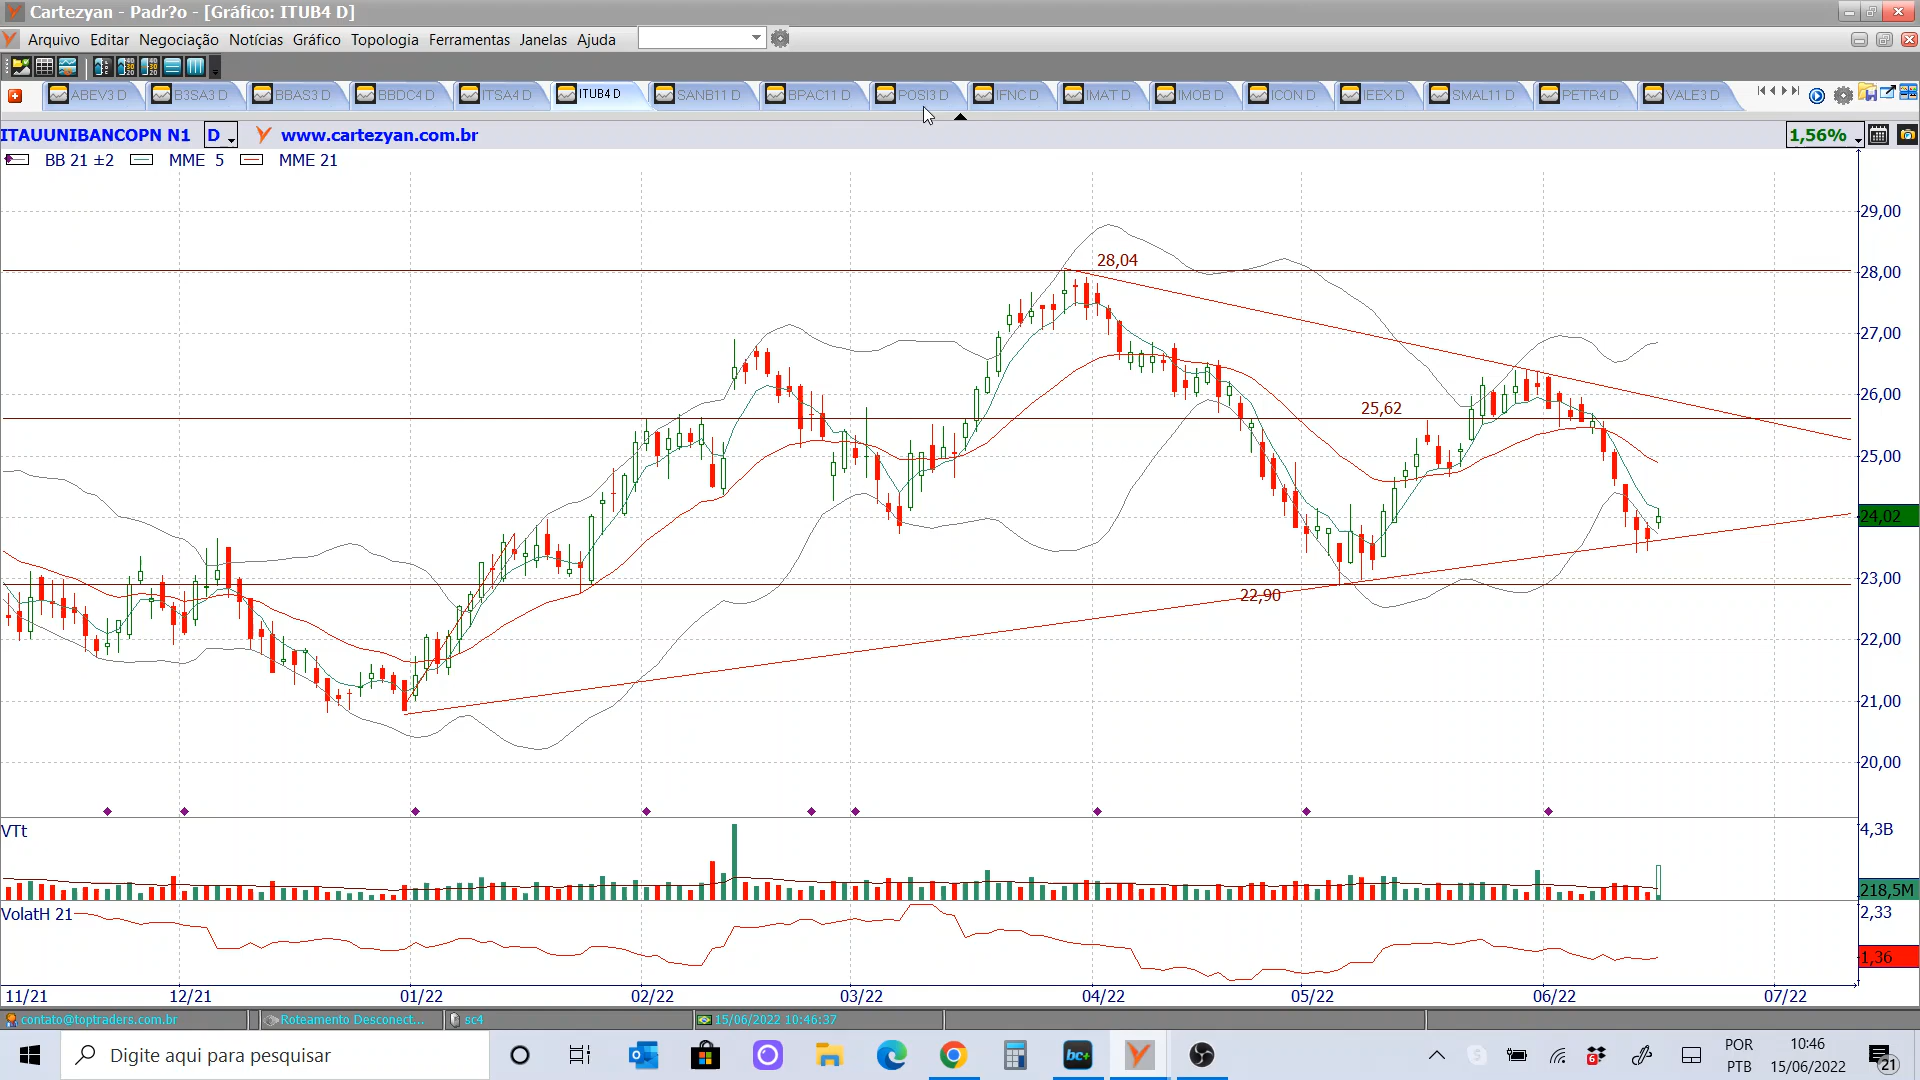 Cartezyan - Padr?o - [Gráfico: ITUB4 D]
Arquivo Editar Negociação Notícias Gráfico Topologia Ferramentas Janelas Ajuda
ABEV3 D B3SA3 D BBAS3 D BBDC4 D ITSA4 D ITUB4 D SANB11 D BPAC11 D POSI3 D IFNC D IMAT D IMOB D ICON D IEEX D SMAL11 D PETR4 D VALE3 D
ITAUUNIBANCOPN N1 D www.cartezyan.com.br 1,56%
BB 21 ±2 MME 5 MME 21
29,00
28,04
28,00
27,00
26,00
25,62
25,00
24,02
23,00
22,90
22,00
21,00
20,00
VTt
4,3B
218,5M
VolatH 21
2,33
1,36
11/21 12/21 01/22 02/22 03/22 04/22 05/22 06/22 07/22
contato@toptraders.com.br Roteamento Desconect... sc4 15/06/2022 10:46:37
Digite aqui para pesquisar
bc+
6
POR
PTB
10:46
15/06/2022
21